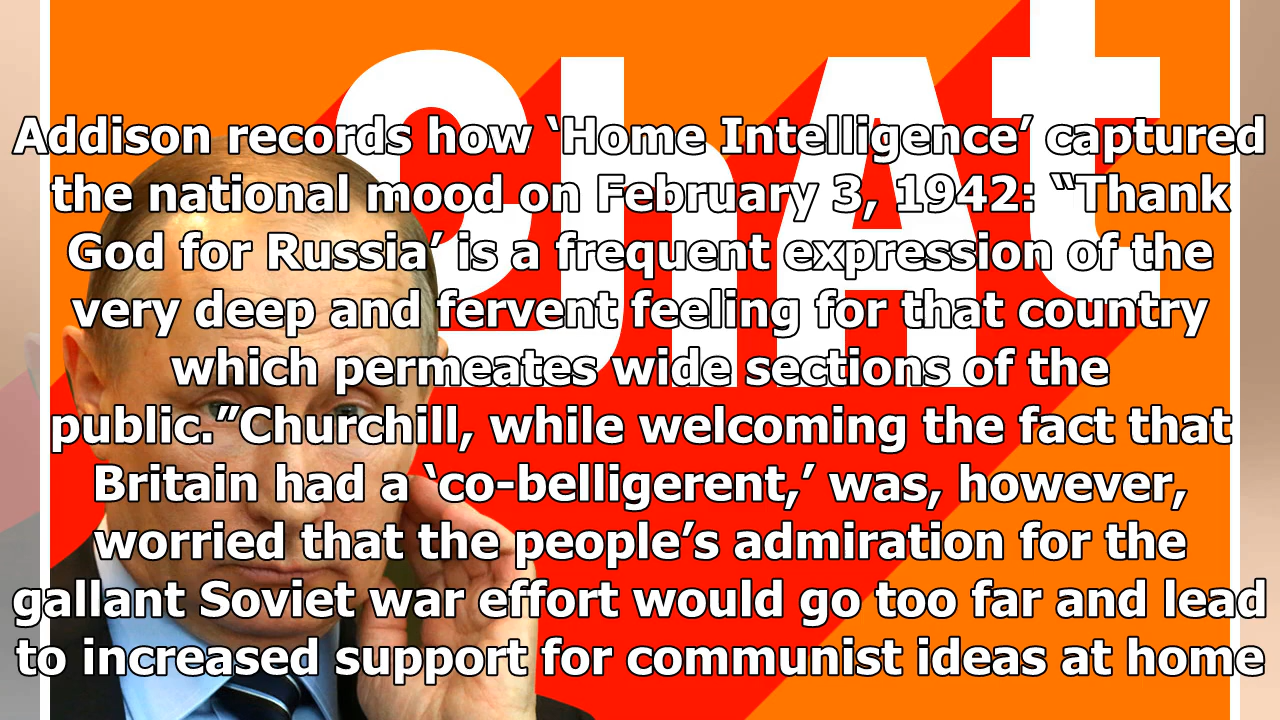 ChAt
Addison records how ‘Home Intelligence’ captured
the national mood on February 3, 1942: “Thank
God for Russia’ is a frequent expression of the
very deep and fervent feeling for that country
which permeates wide sections of the
public.”Churchill, while welcoming the fact that
Britain had a ‘co-belligerent,’ was, however,
worried that the people’s admiration for the
gallant Soviet war effort would go too far and lead
to increased support for communist ideas at home